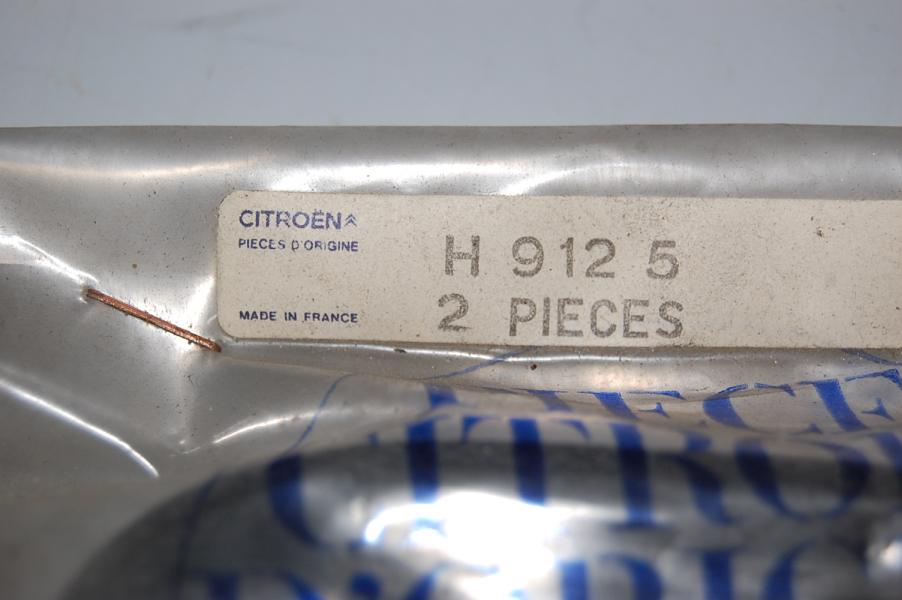 CITROËN
PIECES D'ORIGINE
H 912 5
2 PIECES
MADE IN FRANCE